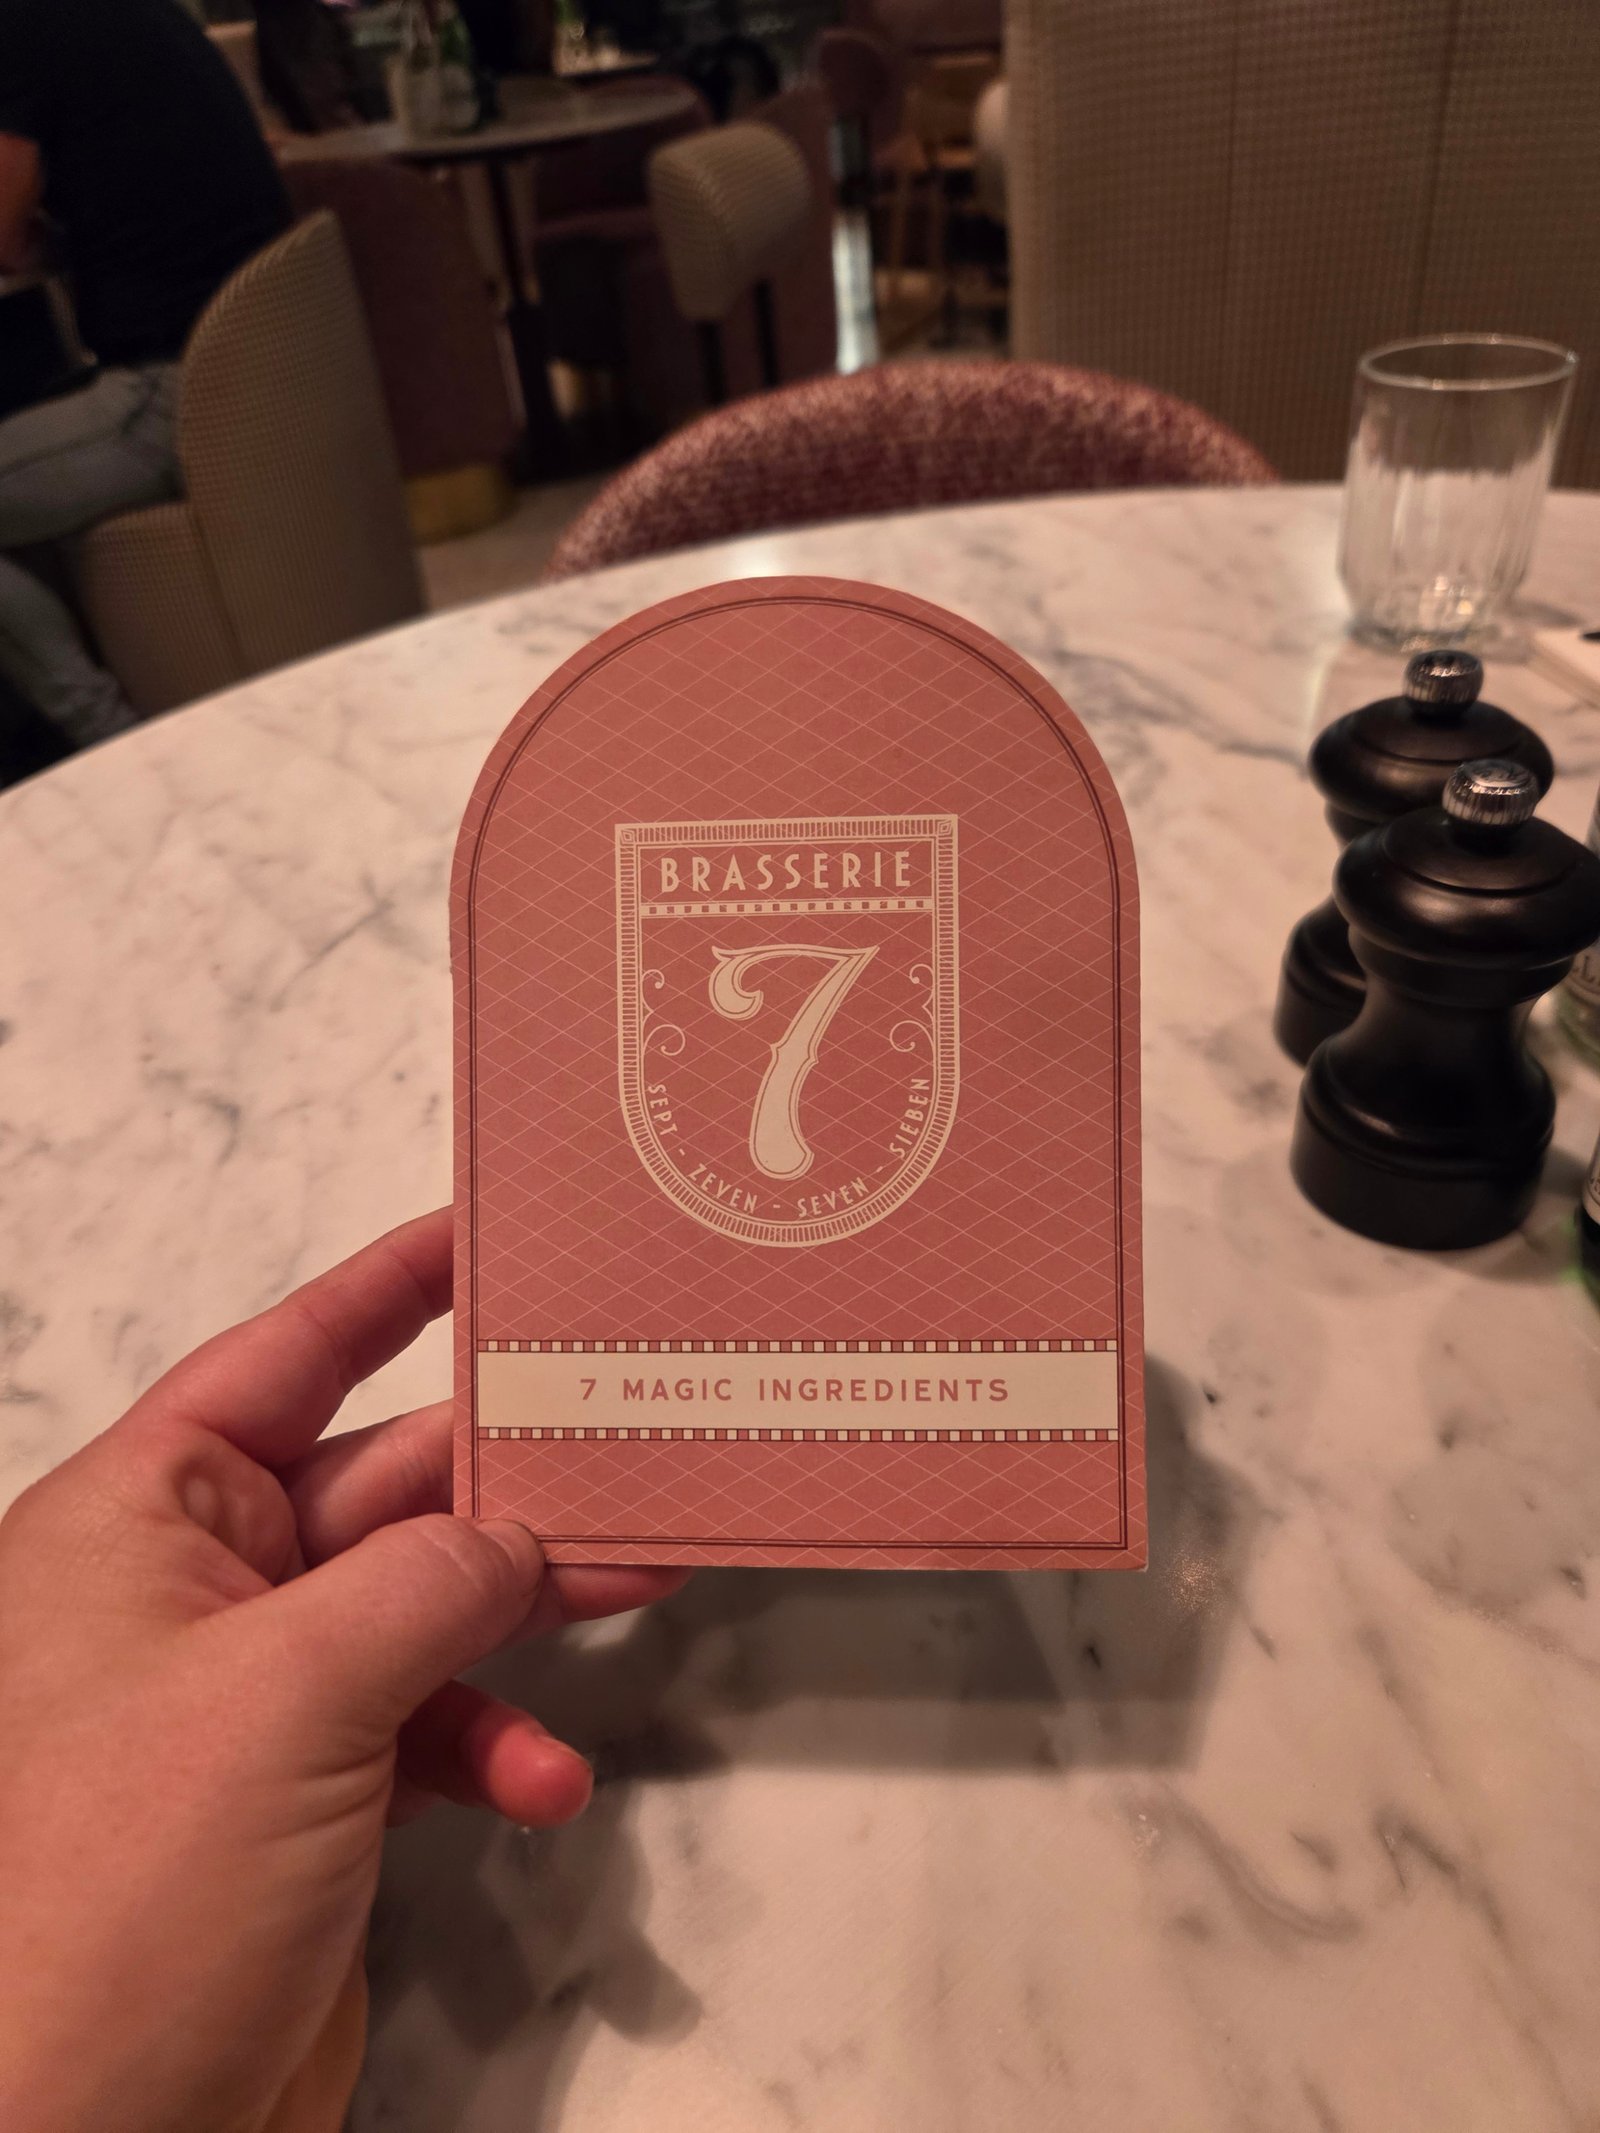 BRASSERIE
7
SEPT - ZEVEN - SEVEN - SIEBEN
7 MAGIC INGREDIENTS